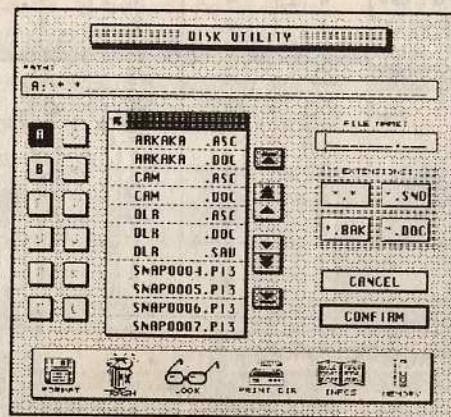 DISK UTILITY
PATH:
A:\*.*
A
B
ARKAKA .ASC
ARKAKA .DOC
CAM .ASC
CAM .DOC
DLR .ASC
DLR .DOC
DLR .SAV
SNAP0004.PI3
SNAP0005.PI3
SNAP0006.PI3
SNAP0007.PI3
FILE NAME:
EXTENSIONS:
*.* *.SND
*.BAK *.DOC
CANCEL
CONFIRM
FORMAT TRASH LOOK PRINT DIR INFOS MEMORY